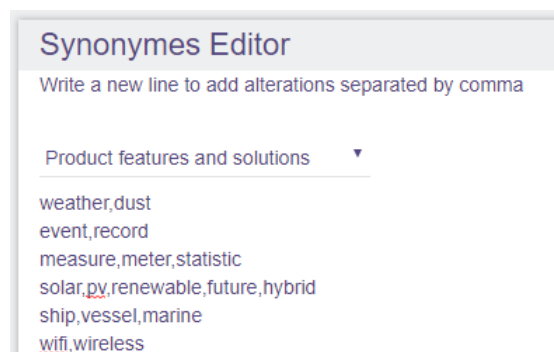 Synonymes Editor
Write a new line to add alterations separated by comma
Product features and solutions
weather,dust
event,record
measure,meter,statistic
solar,pv,renewable,future,hybrid
ship,vessel,marine
wifi,wireless